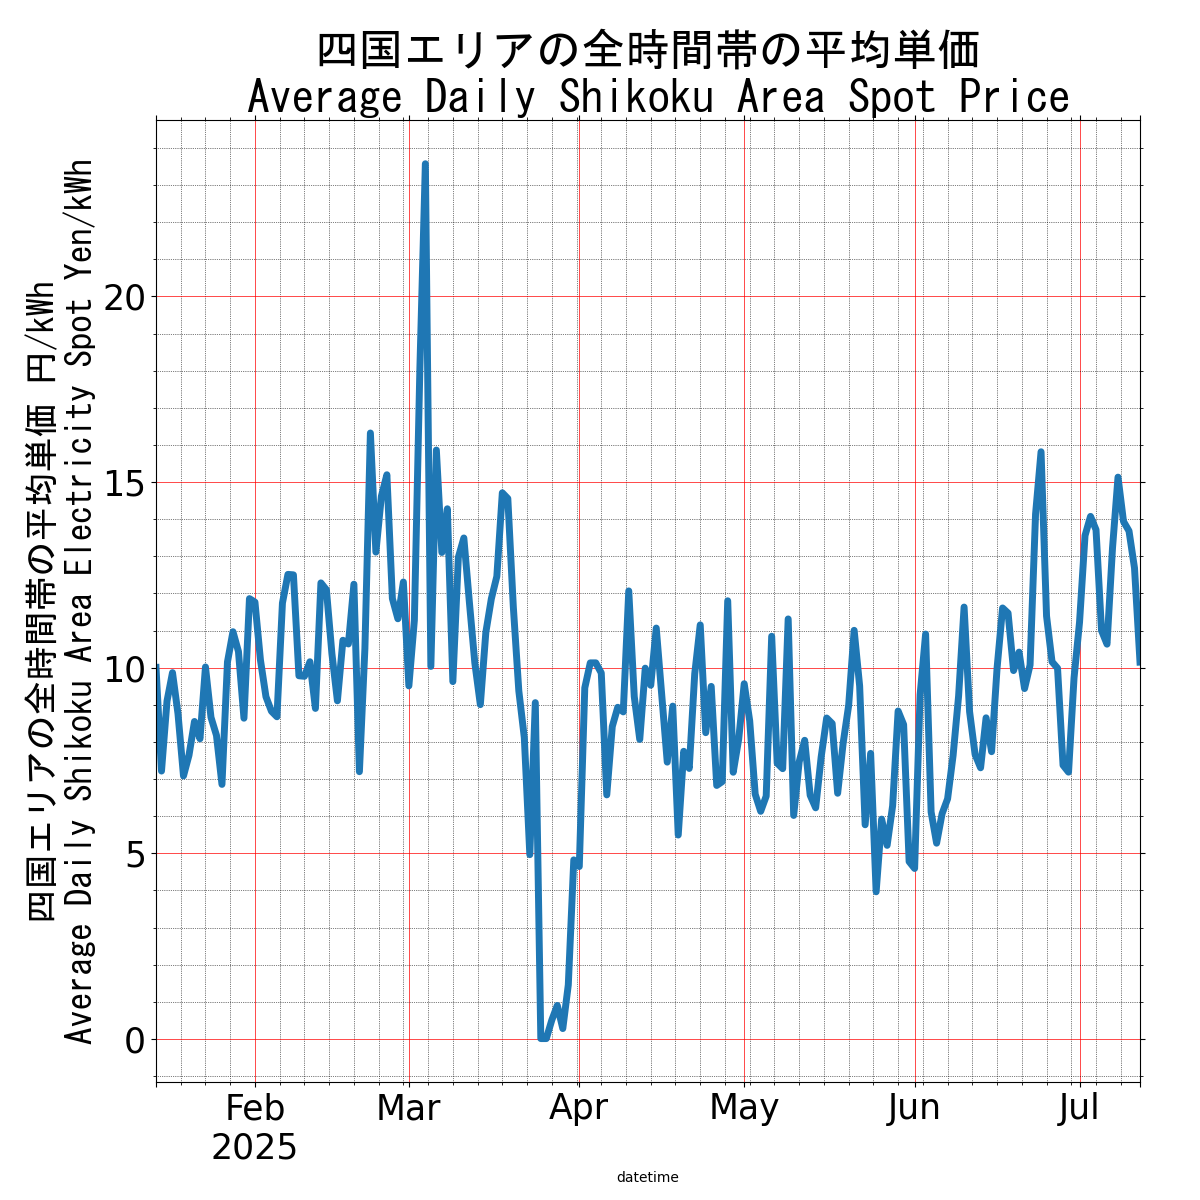 四国エリアの全時間帯の平均単価
Average Daily Shikoku Area Spot Price
四国エリアの全時間帯の平均単価 円/kWh
Average Daily Shikoku Area Electricity Spot Yen/kWh
20
15
10
5
0
Feb
2025
Mar
Apr
May
Jun
Jul
datetime